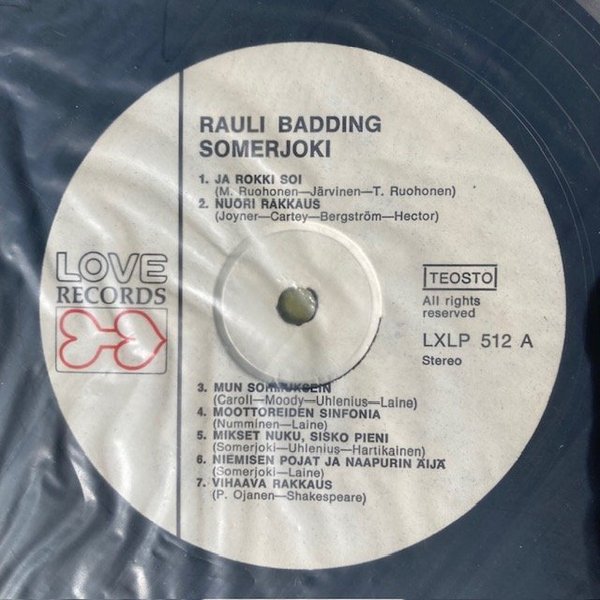 RAULI BADDING
SOMERJOKI
1. JA ROKKI SOI
(M. Ruohonen—Järvinen—T. Ruohonen)
2. NUORI RAKKAUS
(Joyner—Cartey—Bergström—Hector)
LOVE
RECORDS
TEOSTO
All rights
reserved
LXLP 512 A
Stereo
3. MUN SORMUKSEIN
(Caroll—Moody—Uhlenius—Laine)
4. MOOTTOREIDEN SINFONIA
(Numminen—Laine)
5. MIKSET NUKU, SISKO PIENI
(Somerjoki—Uhlenius—Hartikainen)
6. NIEMISEN POJAT JA NAAPURIN ÄIJÄ
(Somerjoki—Laine)
7. VIHAAVA RAKKAUS
(P. Ojanen—Shakespeare)